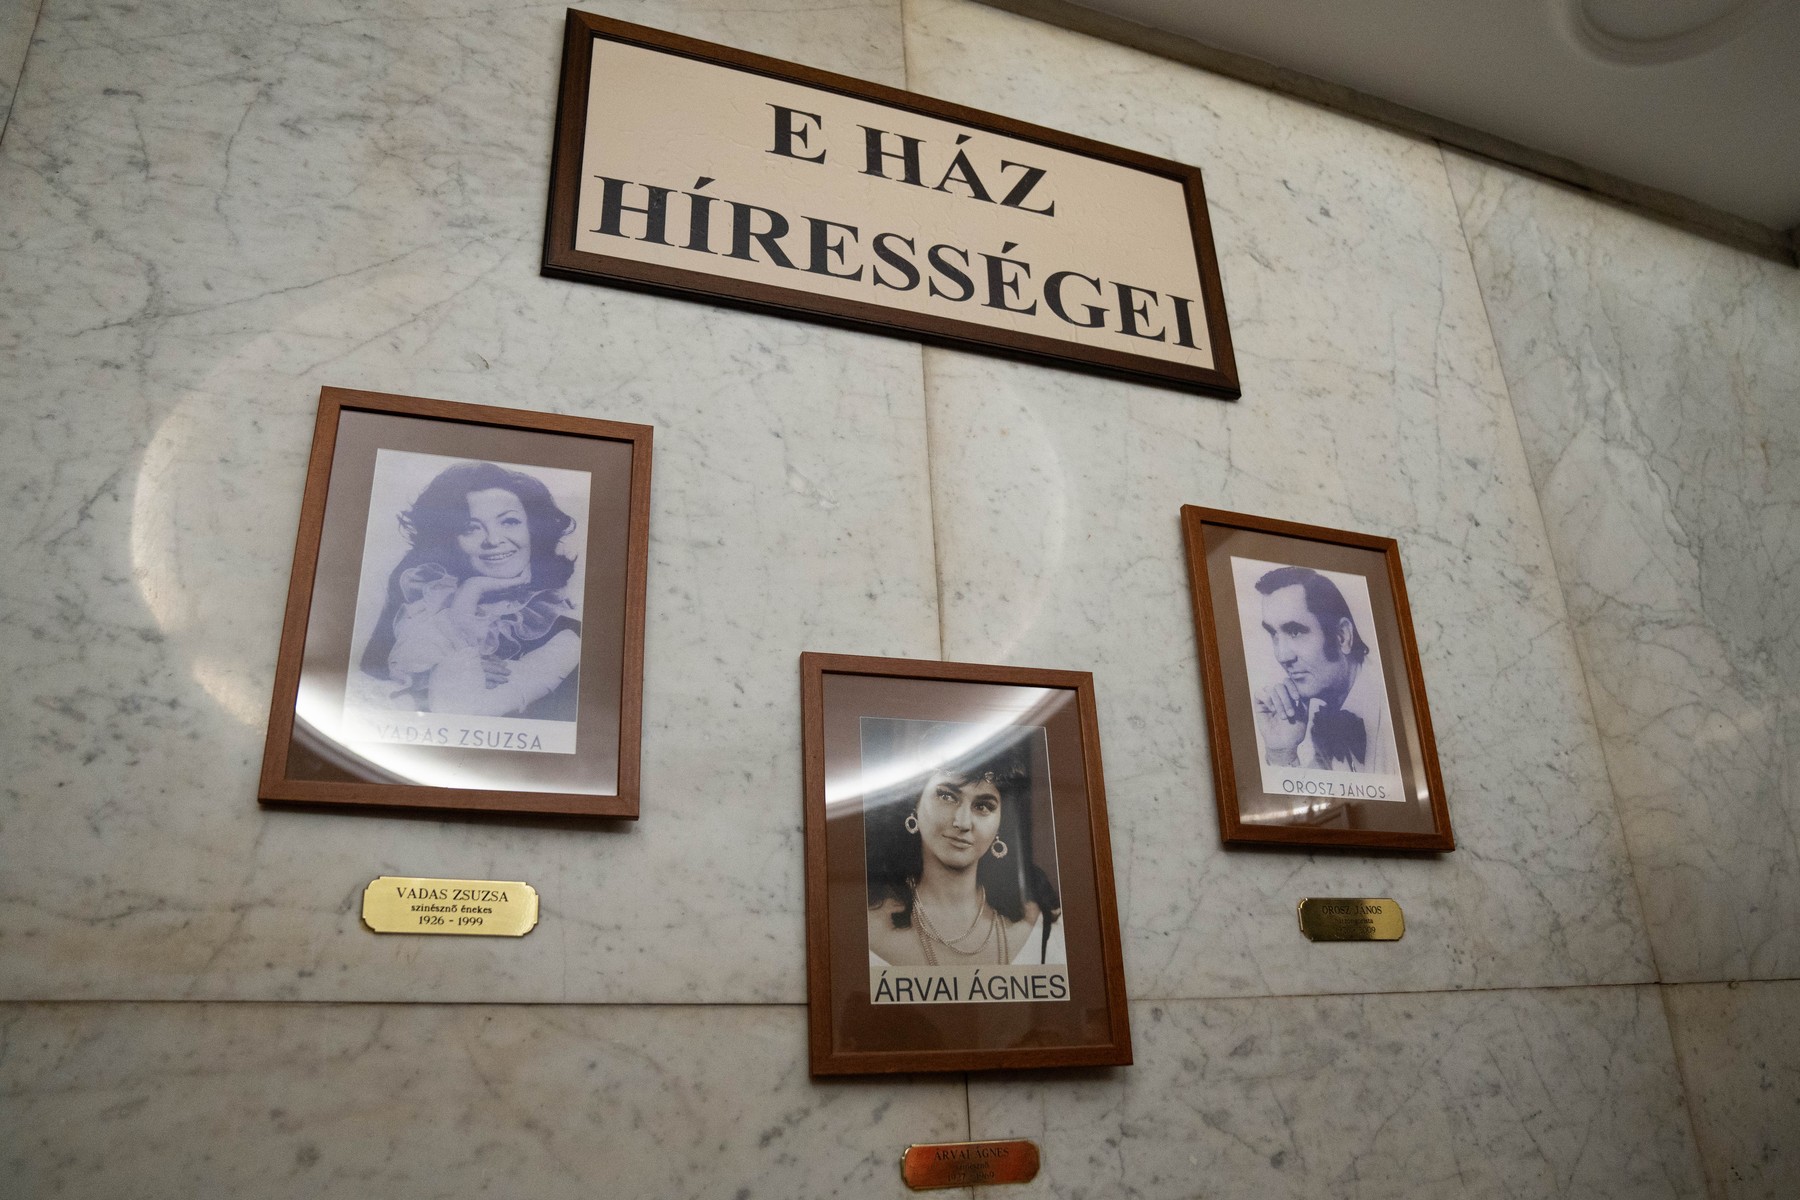 E HÁZ
HÍRESSÉGEI
VADAS ZSUZSA
VADAS ZSUZSA
színésznő énekes
1926 - 1999
ÁRVAI ÁGNES
ÁRVAI ÁGNES
OROSZ JÁNOS
OROSZ JÁNOS